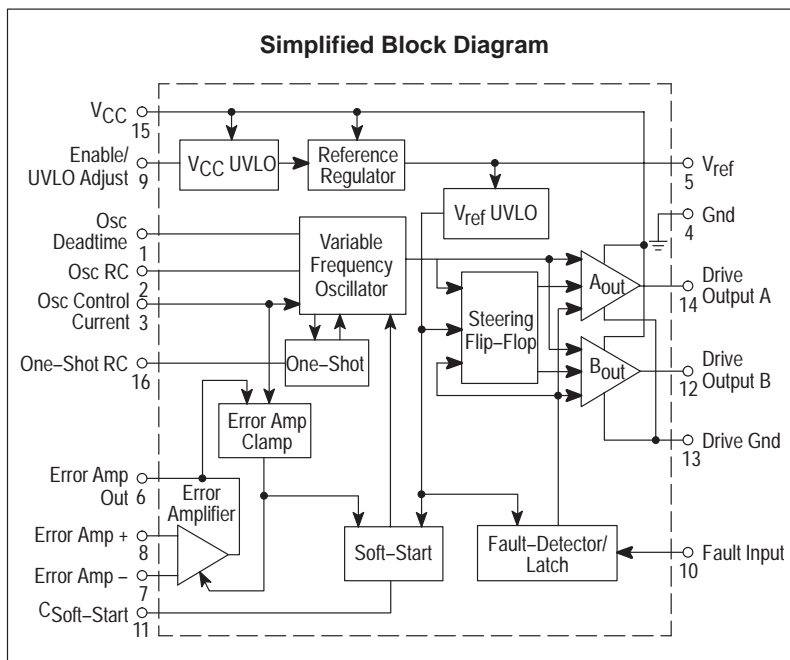 Simplified Block Diagram
VCC
15
Enable/
UVLO Adjust
9
VCC UVLO
Reference
Regulator
Vref
5
Vref UVLO
Gnd
4
Osc
Deadtime
1
Osc RC
2
Osc Control
Current
3
Variable
Frequency
Oscillator
One-Shot RC
16
One–Shot
Steering
Flip–Flop
Aout
Drive
Output A
14
Bout
Drive
Output B
12
Drive Gnd
13
Error Amp
Clamp
Error Amp
Out
6
Error
Amplifier
Error Amp +
8
Error Amp –
7
CSoft–Start
11
Soft–Start
Fault–Detector/
Latch
Fault Input
10